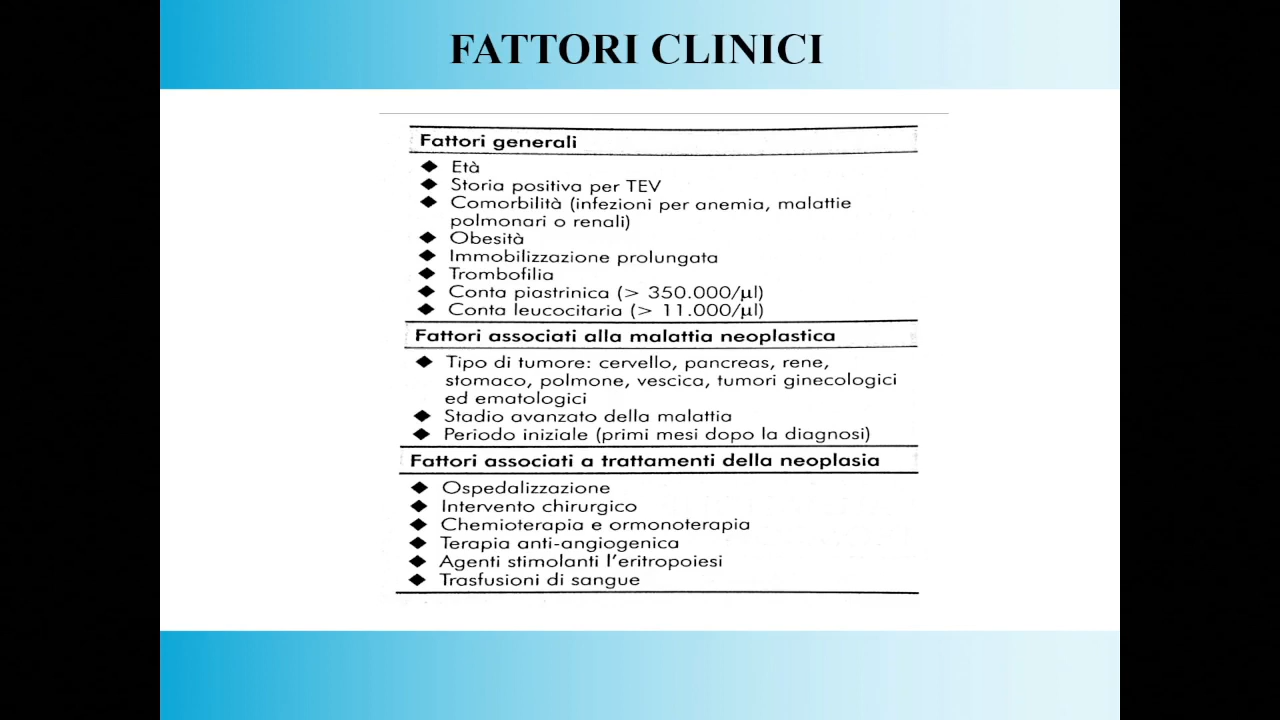 FATTORI CLINICI
Fattori generali
◆ Età
◆ Storia positiva per TEV
◆ Comorbilità (infezioni per anemia, malattie
polmonari o renali)
◆ Obesità
◆ Immobilizzazione prolungata
◆ Trombofilia
◆ Conta piastrinica (> 350.000/μl)
◆ Conta leucocitaria (> 11.000/μl)
Fattori associati alla malattia neoplastica
◆ Tipo di tumore: cervello, pancreas, rene,
stomaco, polmone, vescica, tumori ginecologici
ed ematologici
◆ Stadio avanzato della malattia
◆ Periodo iniziale (primi mesi dopo la diagnosi)
Fattori associati a trattamenti della neoplasia
◆ Ospedalizzazione
◆ Intervento chirurgico
◆ Chemioterapia e ormonoterapia
◆ Terapia anti-angiogenica
◆ Agenti stimolanti l'eritropoiesi
◆ Trasfusioni di sangue